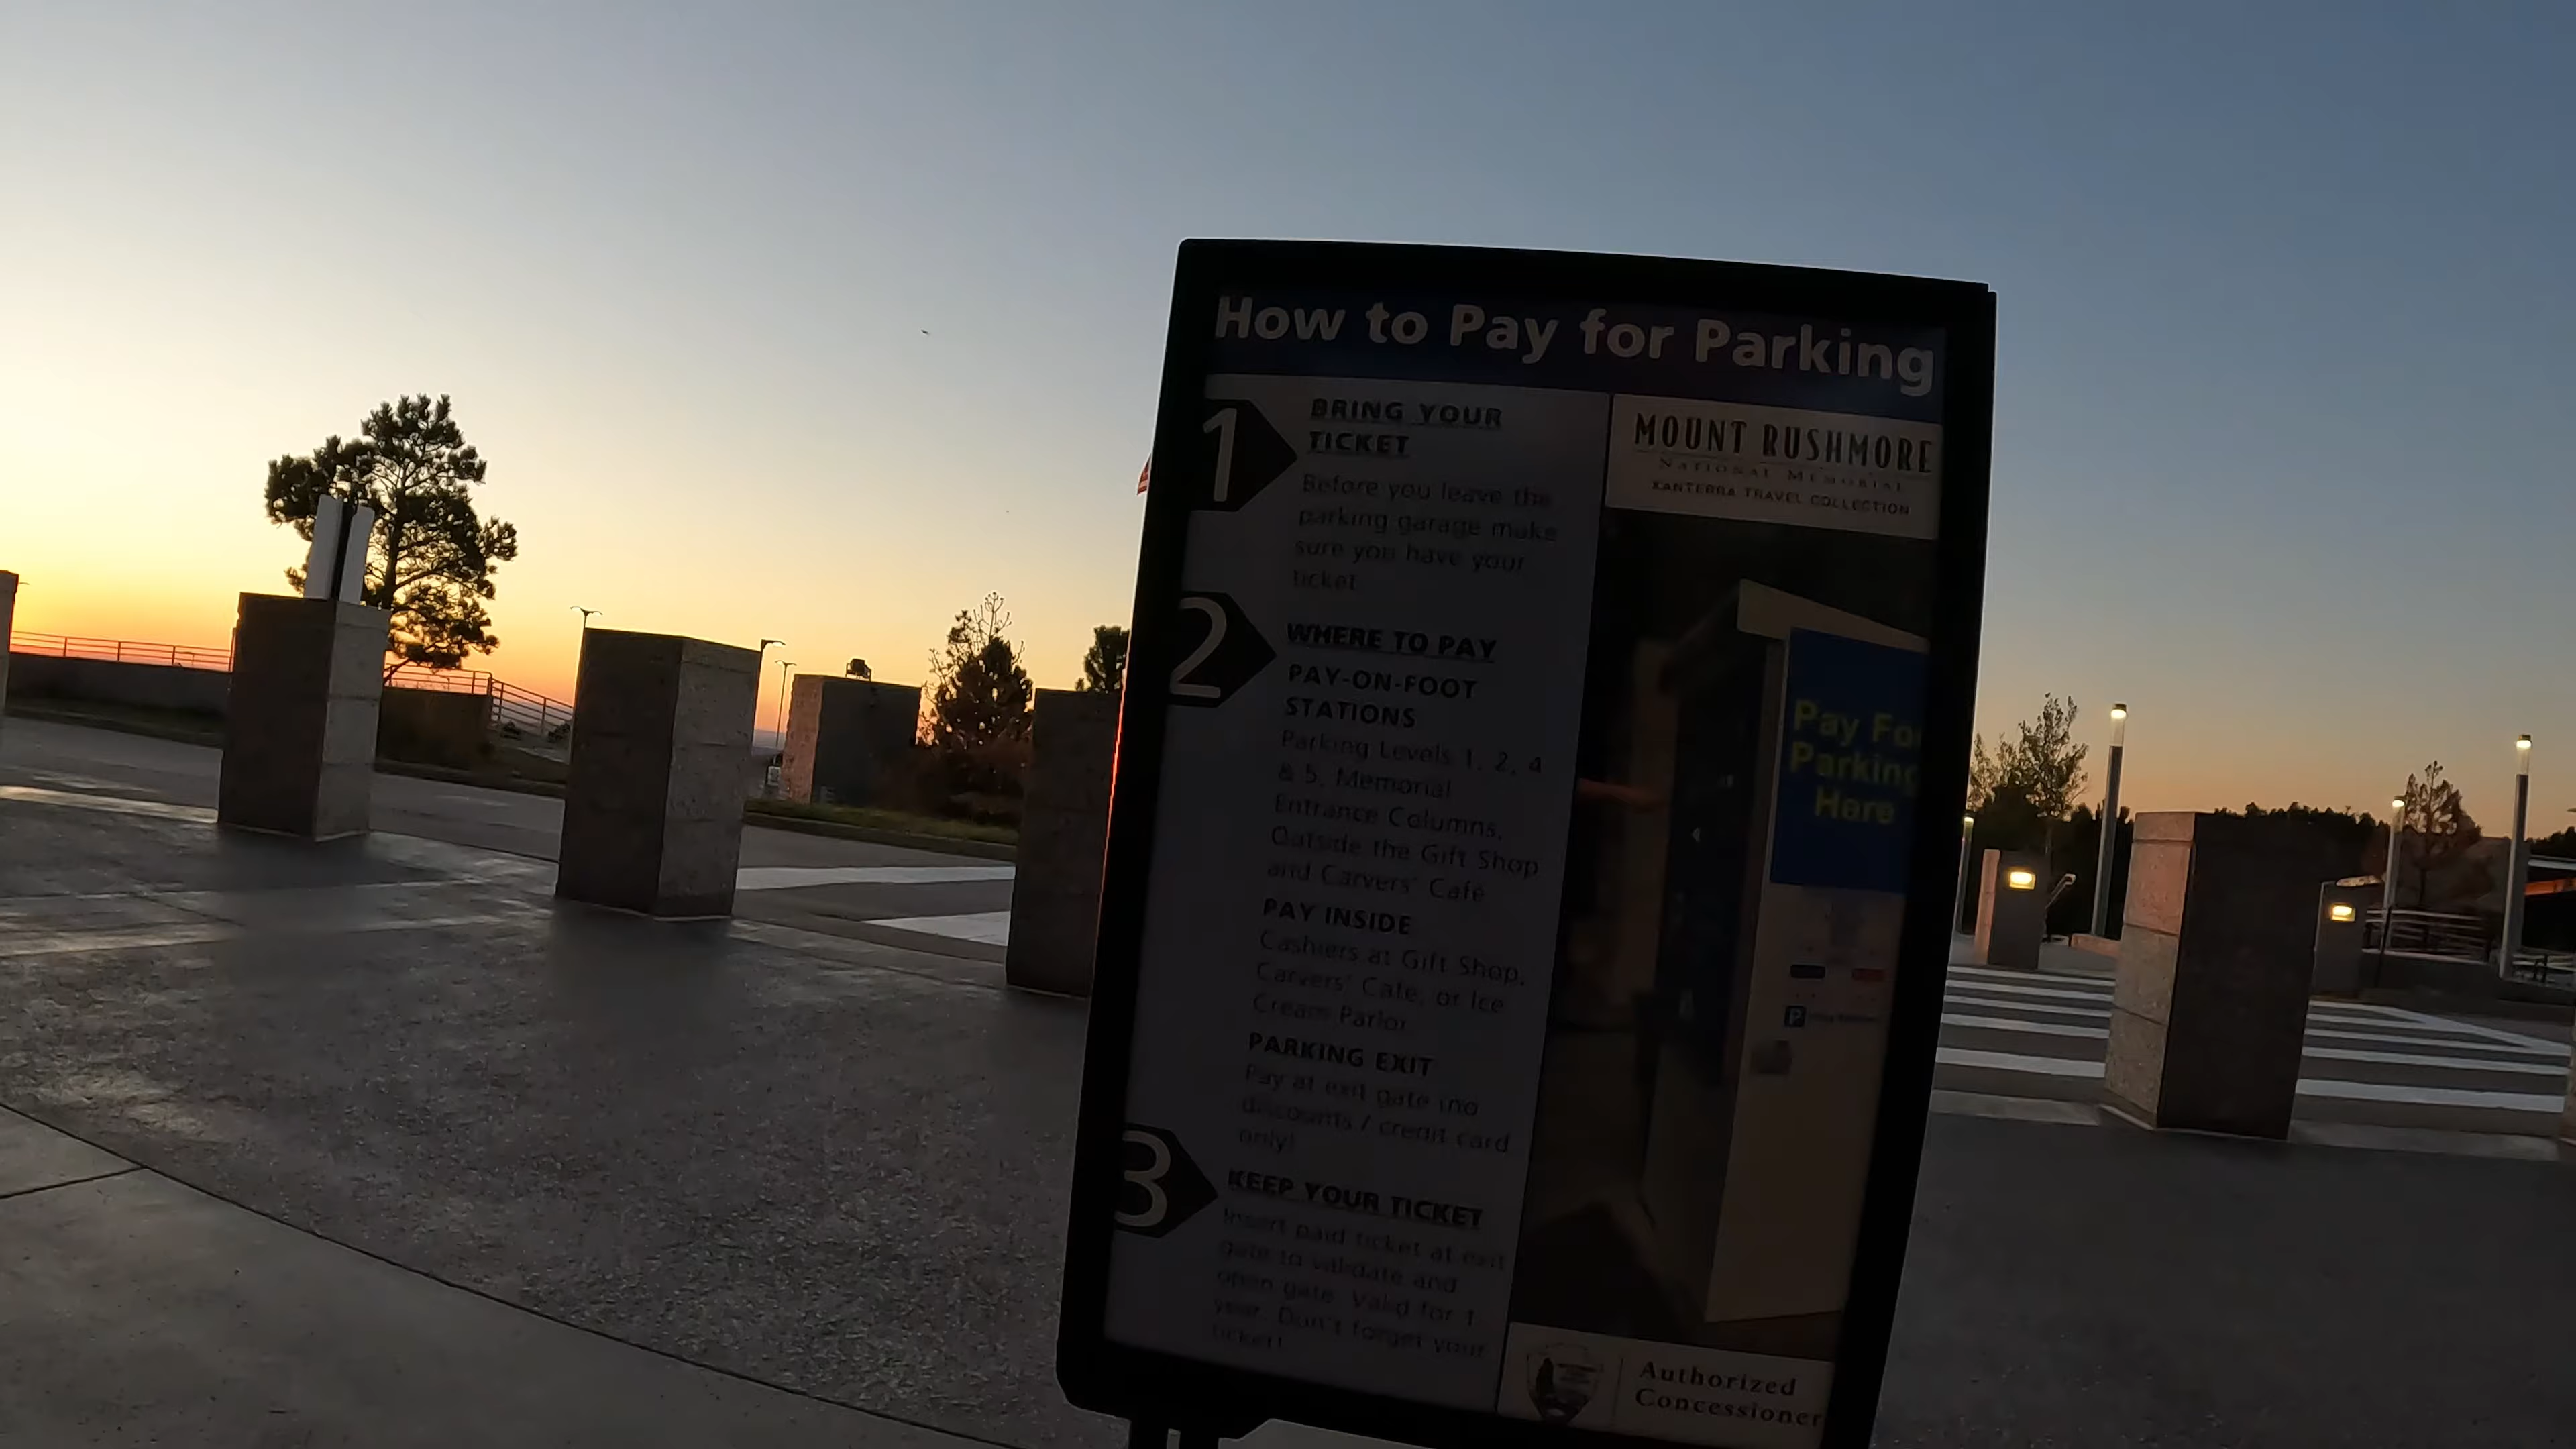 How to Pay for Parking
1
BRING YOUR
TICKET
Before you leave the
parking garage make
sure you have your
ticket
2
WHERE TO PAY
PAY-ON-FOOT
STATIONS
Parking Levels 1, 2, 4
& 5, Memorial
Entrance Columns,
Outside the Gift Shop
and Carvers' Cafe
PAY INSIDE
Cashiers at Gift Shop,
Carvers' Cafe, or Ice
Cream Parlor
PARKING EXIT
Pay at exit gate (no
discounts / credit card
only)
3
KEEP YOUR TICKET
Insert paid ticket at exit
gate to validate and
open gate. Valid for 1
year. Don't forget your
ticket!
MOUNT RUSHMORE
NATIONAL MEMORIAL
XANTERRA TRAVEL COLLECTION
Pay Fo
Parking
Here
P
Authorized
Concessioner